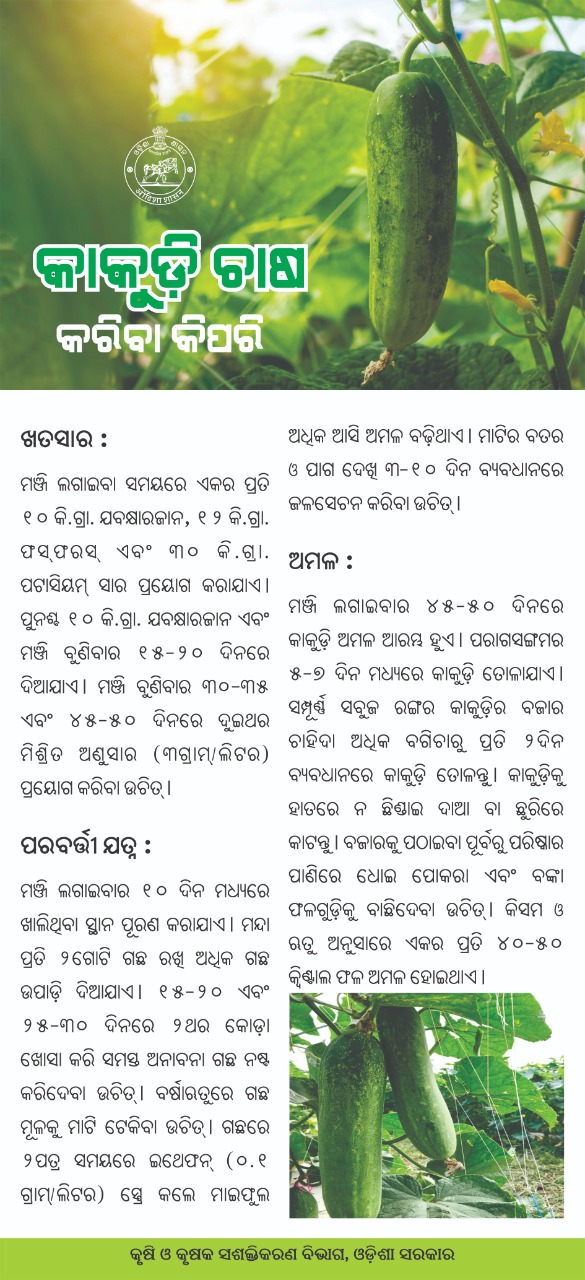 ଓଡ଼ିଶା ଶାସନ
ओडिशा शासन
କାକୁଡ଼ି ଚାଷ
କରିବା କିପରି
ଖତସାର :
ମଞ୍ଜି ଲଗାଇବା ସମୟରେ ଏକର ପ୍ରତି
୧୦ କି.ଗ୍ରା. ଯବକ୍ଷାରଜାନ, ୧୨ କି.ଗ୍ରା.
ଫସ୍‌ଫରସ୍ ଏବଂ ୩୦ କି.ଗ୍ରା.
ପଟାସିୟମ୍ ସାର ପ୍ରୟୋଗ କରାଯାଏ।
ପୁନଶ୍ଚ ୧୦ କି.ଗ୍ରା. ଯବକ୍ଷାରଜାନ ଏବଂ
ମଞ୍ଜି ବୁଣିବାର ୧୫-୨୦ ଦିନରେ
ଦିଆଯାଏ। ମଞ୍ଜି ବୁଣିବାର ୩୦-୩୫
ଏବଂ ୪୫-୫୦ ଦିନରେ ଦୁଇଥର
ମିଶ୍ରିତ ଅଣୁସାର (୩ଗ୍ରାମ୍/ଲିଟର)
ପ୍ରୟୋଗ କରିବା ଉଚିତ୍।
ପରବର୍ତ୍ତୀ ଯତ୍ନ :
ମଞ୍ଜି ଲଗାଇବାର ୧୦ ଦିନ ମଧ୍ୟରେ
ଖାଲିଥିବା ସ୍ଥାନ ପୂରଣ କରାଯାଏ। ମନ୍ଦା
ପ୍ରତି ୨ଗୋଟି ଗଛ ରଖି ଅଧିକ ଗଛ
ଉପାଡ଼ି ଦିଆଯାଏ। ୧୫-୨୦ ଏବଂ
୨୫-୩୦ ଦିନରେ ୨ଥର କୋଡ଼ା
ଖୋସା କରି ସମସ୍ତ ଅନାବନା ଗଛ ନଷ୍ଟ
କରିଦେବା ଉଚିତ୍। ବର୍ଷାଋତୁରେ ଗଛ
ମୂଳକୁ ମାଟି ଟେକିବା ଉଚିତ୍। ଗଛରେ
୨ପତ୍ର ସମୟରେ ଇଥେଫନ୍ (୦.୧
ଗ୍ରାମ୍/ଲିଟର) ସ୍ପ୍ରେ କଲେ ମାଇଫୁଲ
ଅଧିକ ଆସି ଅମଳ ବଢ଼ିଥାଏ। ମାଟିର ବତର
ଓ ପାଗ ଦେଖି ୩-୧୦ ଦିନ ବ୍ୟବଧାନରେ
ଜଳସେଚନ କରିବା ଉଚିତ୍।
ଅମଳ :
ମଞ୍ଜି ଲଗାଇବାର ୪୫-୫୦ ଦିନରେ
କାକୁଡ଼ି ଅମଳ ଆରମ୍ଭ ହୁଏ। ପରାଗସଙ୍ଗମର
୫-୭ ଦିନ ମଧ୍ୟରେ କାକୁଡ଼ି ତୋଳାଯାଏ।
ସମ୍ପୂର୍ଣ୍ଣ ସବୁଜ ରଙ୍ଗର କାକୁଡ଼ିର ବଜାର
ଚାହିଦା ଅଧିକ ବଗିଚାରୁ ପ୍ରତି ୨ଦିନ
ବ୍ୟବଧାନରେ କାକୁଡ଼ି ତୋଳନ୍ତୁ। କାକୁଡ଼ିକୁ
ହାତରେ ନ ଛିଣ୍ଡାଇ ଦାଆ ବା ଛୁରିରେ
କାଟନ୍ତୁ। ବଜାରକୁ ପଠାଇବା ପୂର୍ବରୁ ପରିଷ୍କାର
ପାଣିରେ ଧୋଇ ପୋକରା ଏବଂ ବଙ୍କା
ଫଳଗୁଡ଼ିକୁ ବାଛିଦେବା ଉଚିତ୍। କିସମ ଓ
ଋତୁ ଅନୁସାରେ ଏକର ପ୍ରତି ୪୦-୫୦
କ୍ୱିଣ୍ଟାଲ ଫଳ ଅମଳ ହୋଇଥାଏ।
କୃଷି ଓ କୃଷକ ସଶକ୍ତିକରଣ ବିଭାଗ, ଓଡ଼ିଶା ସରକାର